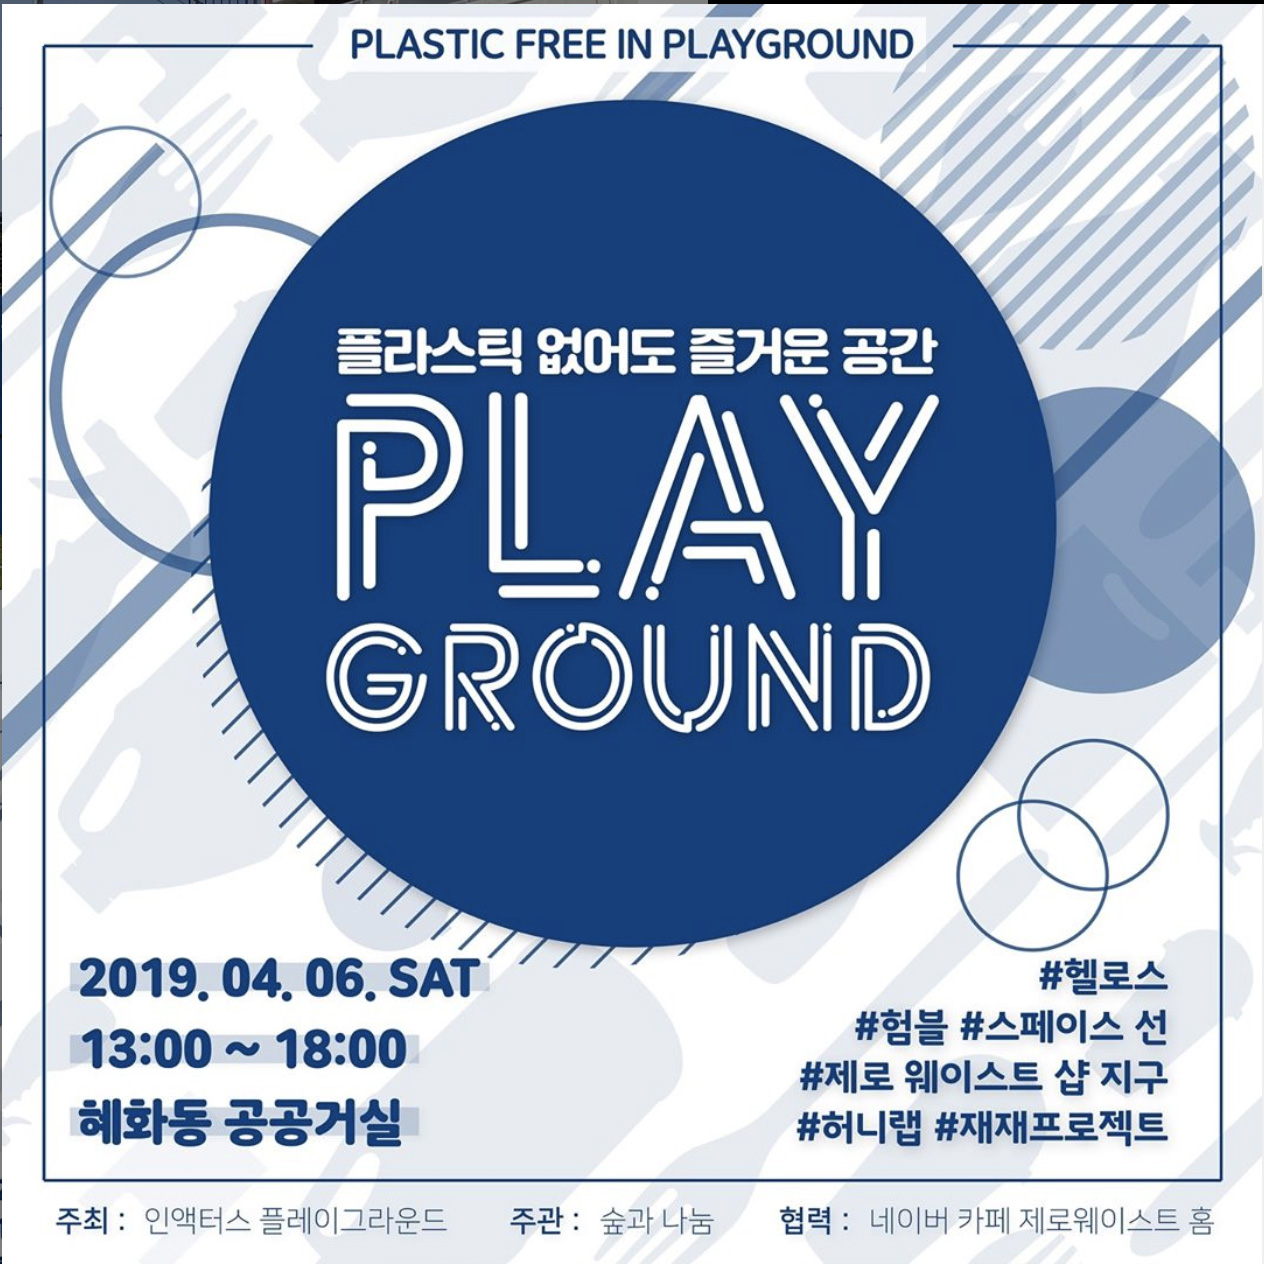 PLASTIC FREE IN PLAYGROUND
플라스틱 없어도 즐거운 공간
PLAY
GROUND
2019. 04. 06. SAT
13:00 ~ 18:00
혜화동 공공거실
#헬로스
#험블 #스페이스 선
#제로 웨이스트 샵 지구
#허니랩 #재재프로젝트
주최 : 인액터스 플레이그라운드 주관 : 숲과 나눔 협력 : 네이버 카페 제로웨이스트 홈